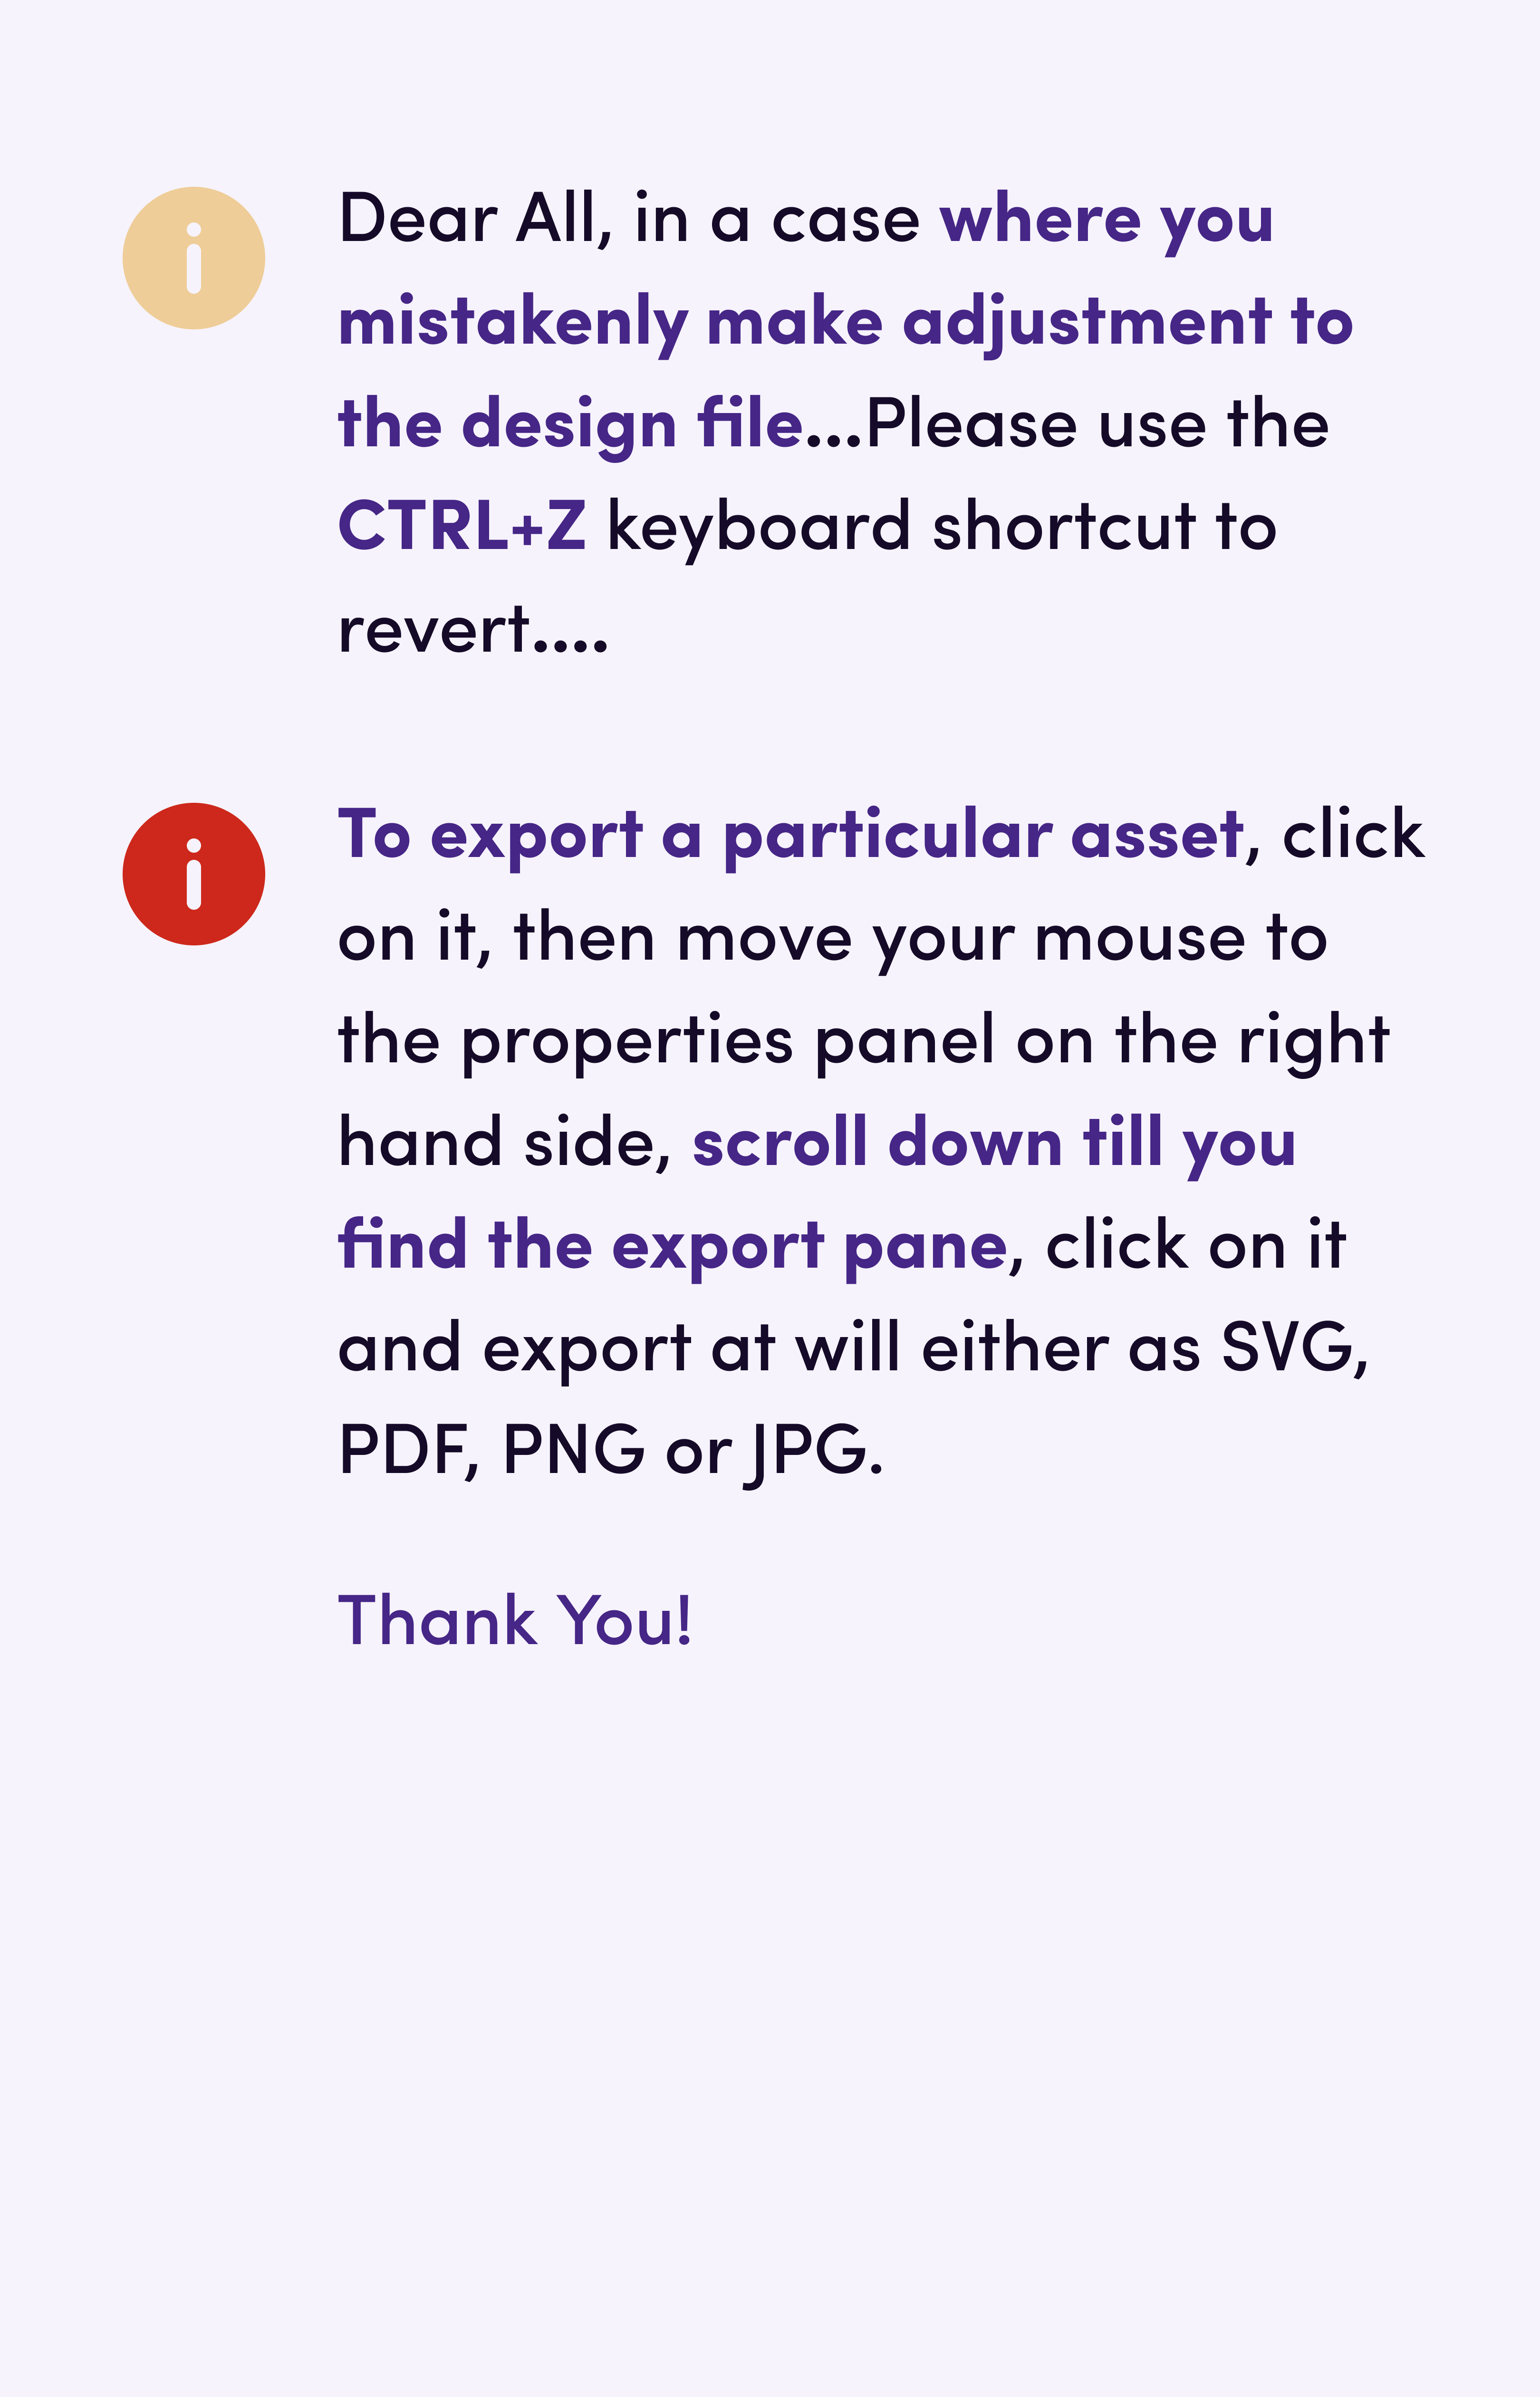 Dear All, in a case where you
mistakenly make adjustment to
the design file...Please use the
CTRL+Z keyboard shortcut to
revert....
To export a particular asset, click
on it, then move your mouse to
the properties panel on the right
hand side, scroll down till you
find the export pane, click on it
and export at will either as SVG,
PDF, PNG or JPG.
Thank You!